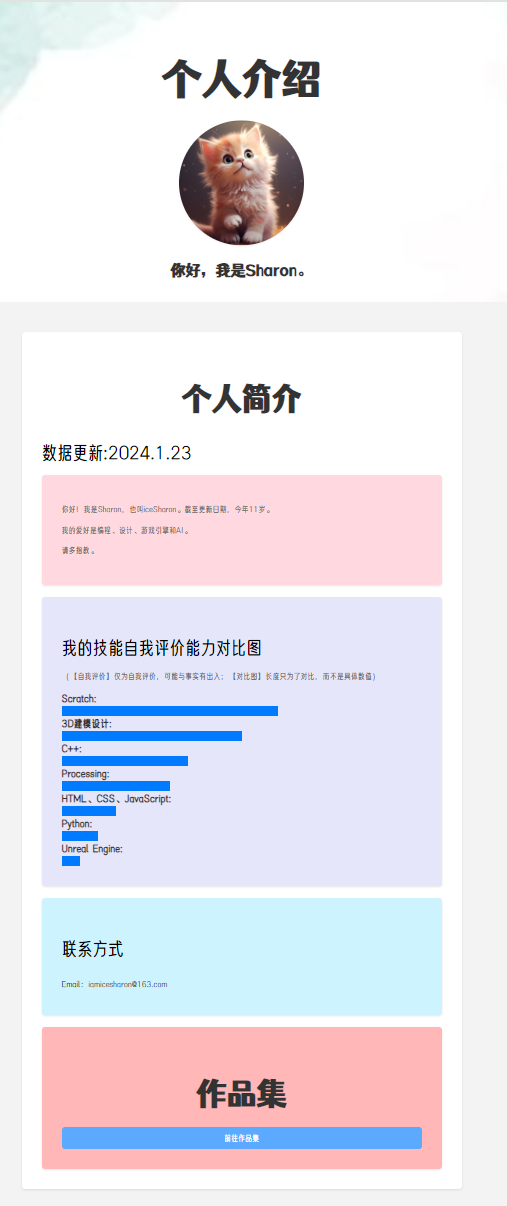 个人介绍
你好，我是Sharon。
个人简介
数据更新:2024.1.23
你好！我是Sharon，也叫iceSharon。截至更新日期，今年11岁。
我的爱好是编程、设计、游戏引擎和AI。
请多指教。
我的技能自我评价能力对比图
(【自我评价】仅为自我评价，可能与事实有出入；【对比图】长度只为了对比，而不是具体数值)
Scratch:
3D建模设计:
C++:
Processing:
HTML、CSS、JavaScript:
Python:
Unreal Engine:
联系方式
Email：iamicesharon@163.com
作品集
前往作品集